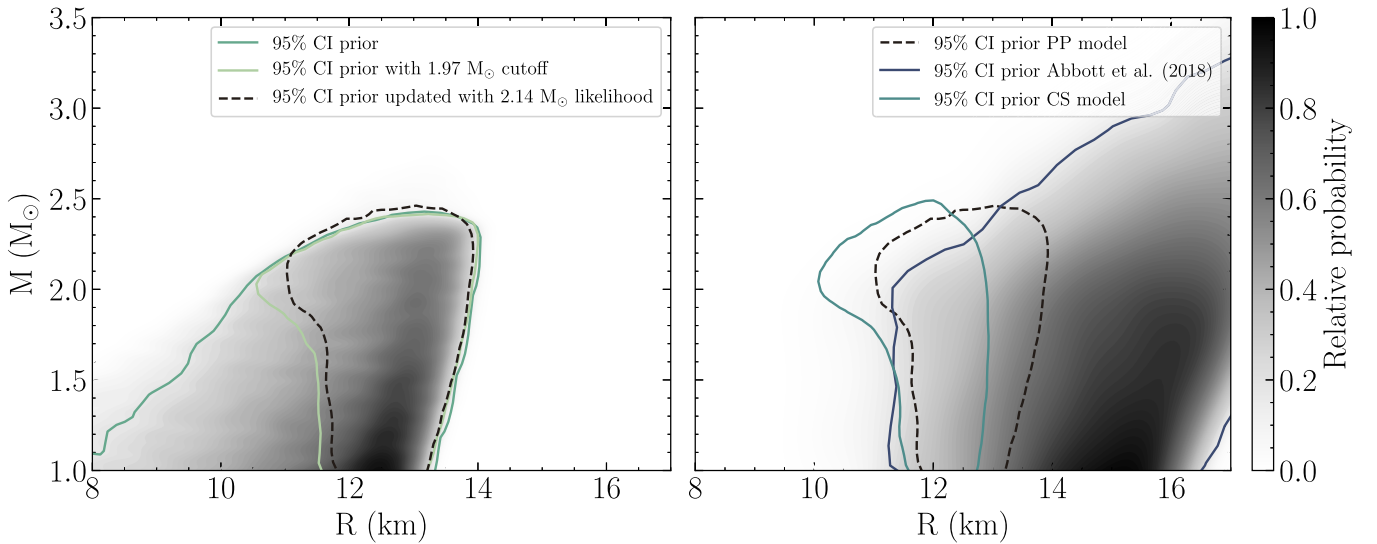 3.5
3.0
2.5
2.0
1.5
1.0
M (M⊙)
8
10
12
14
16
R (km)
95% CI prior
95% CI prior with 1.97 M⊙ cutoff
95% CI prior updated with 2.14 M⊙ likelihood
8
10
12
14
16
R (km)
95% CI prior PP model
95% CI prior Abbott et al. (2018)
95% CI prior CS model
1.0
0.8
0.6
0.4
0.2
0.0
Relative probability